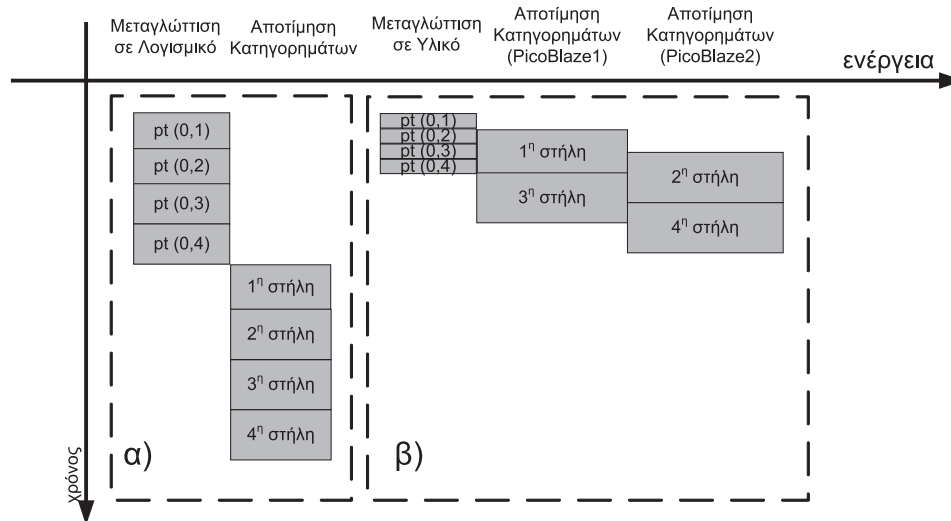 Μεταγλώττιση
σε Λογισμικό
Αποτίμηση
Κατηγορημάτων
Μεταγλώττιση
σε Υλικό
Αποτίμηση
Κατηγορημάτων
(PicoBlaze1)
Αποτίμηση
Κατηγορημάτων
(PicoBlaze2)
ενέργεια
pt (0,1)
pt (0,2)
pt (0,3)
pt (0,4)
1η στήλη
2η στήλη
3η στήλη
4η στήλη
α)
pt (0,1)
pt (0,2)
pt (0,3)
pt (0,4)
1η στήλη
3η στήλη
2η στήλη
4η στήλη
β)
χρόνος